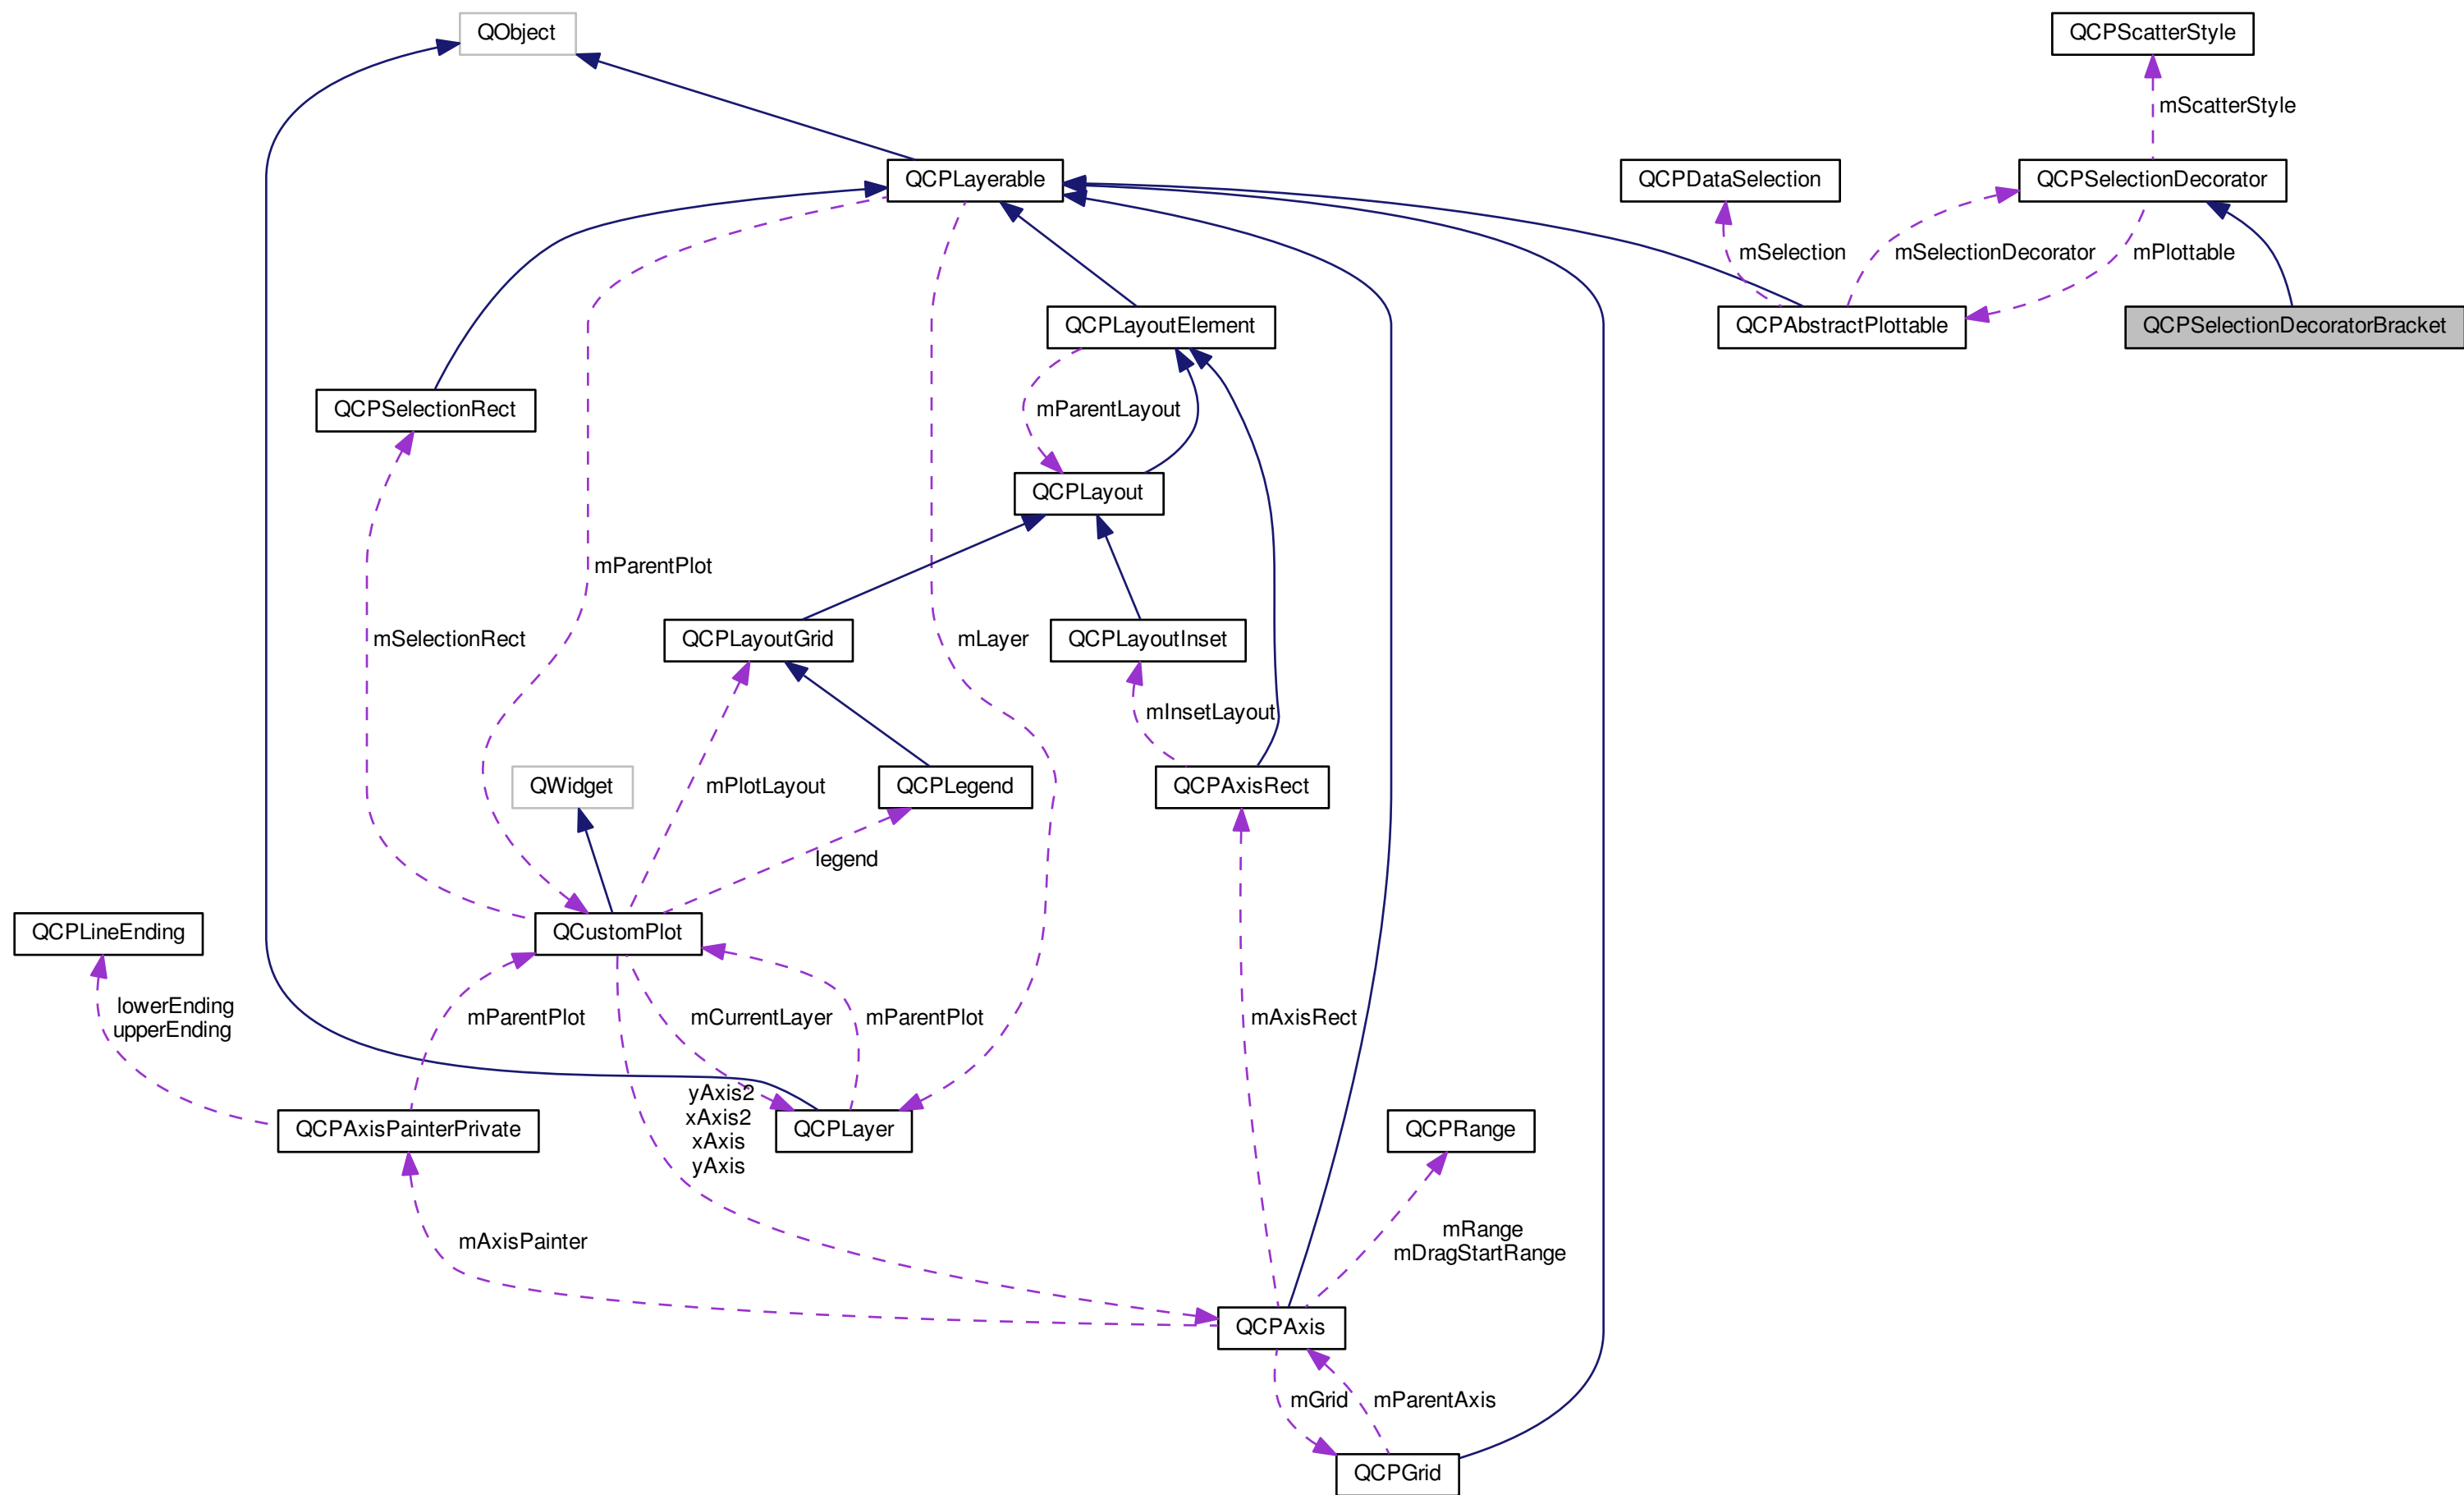 QObject
QCPScatterStyle
mScatterStyle
QCPLayerable
QCPDataSelection
QCPSelectionDecorator
mSelection
mSelectionDecorator
mPlottable
QCPLayoutElement
QCPAbstractPlottable
QCPSelectionDecoratorBracket
QCPSelectionRect
mParentLayout
QCPLayout
mParentPlot
mSelectionRect
QCPLayoutGrid
mLayer
QCPLayoutInset
mInsetLayout
QWidget
mPlotLayout
QCPLegend
QCPAxisRect
legend
QCPLineEnding
QCustomPlot
lowerEnding
upperEnding
mParentPlot
mCurrentLayer
mParentPlot
mAxisRect
yAxis2
xAxis2
xAxis
yAxis
QCPAxisPainterPrivate
QCPLayer
QCPRange
mAxisPainter
mRange
mDragStartRange
QCPAxis
mGrid
mParentAxis
QCPGrid